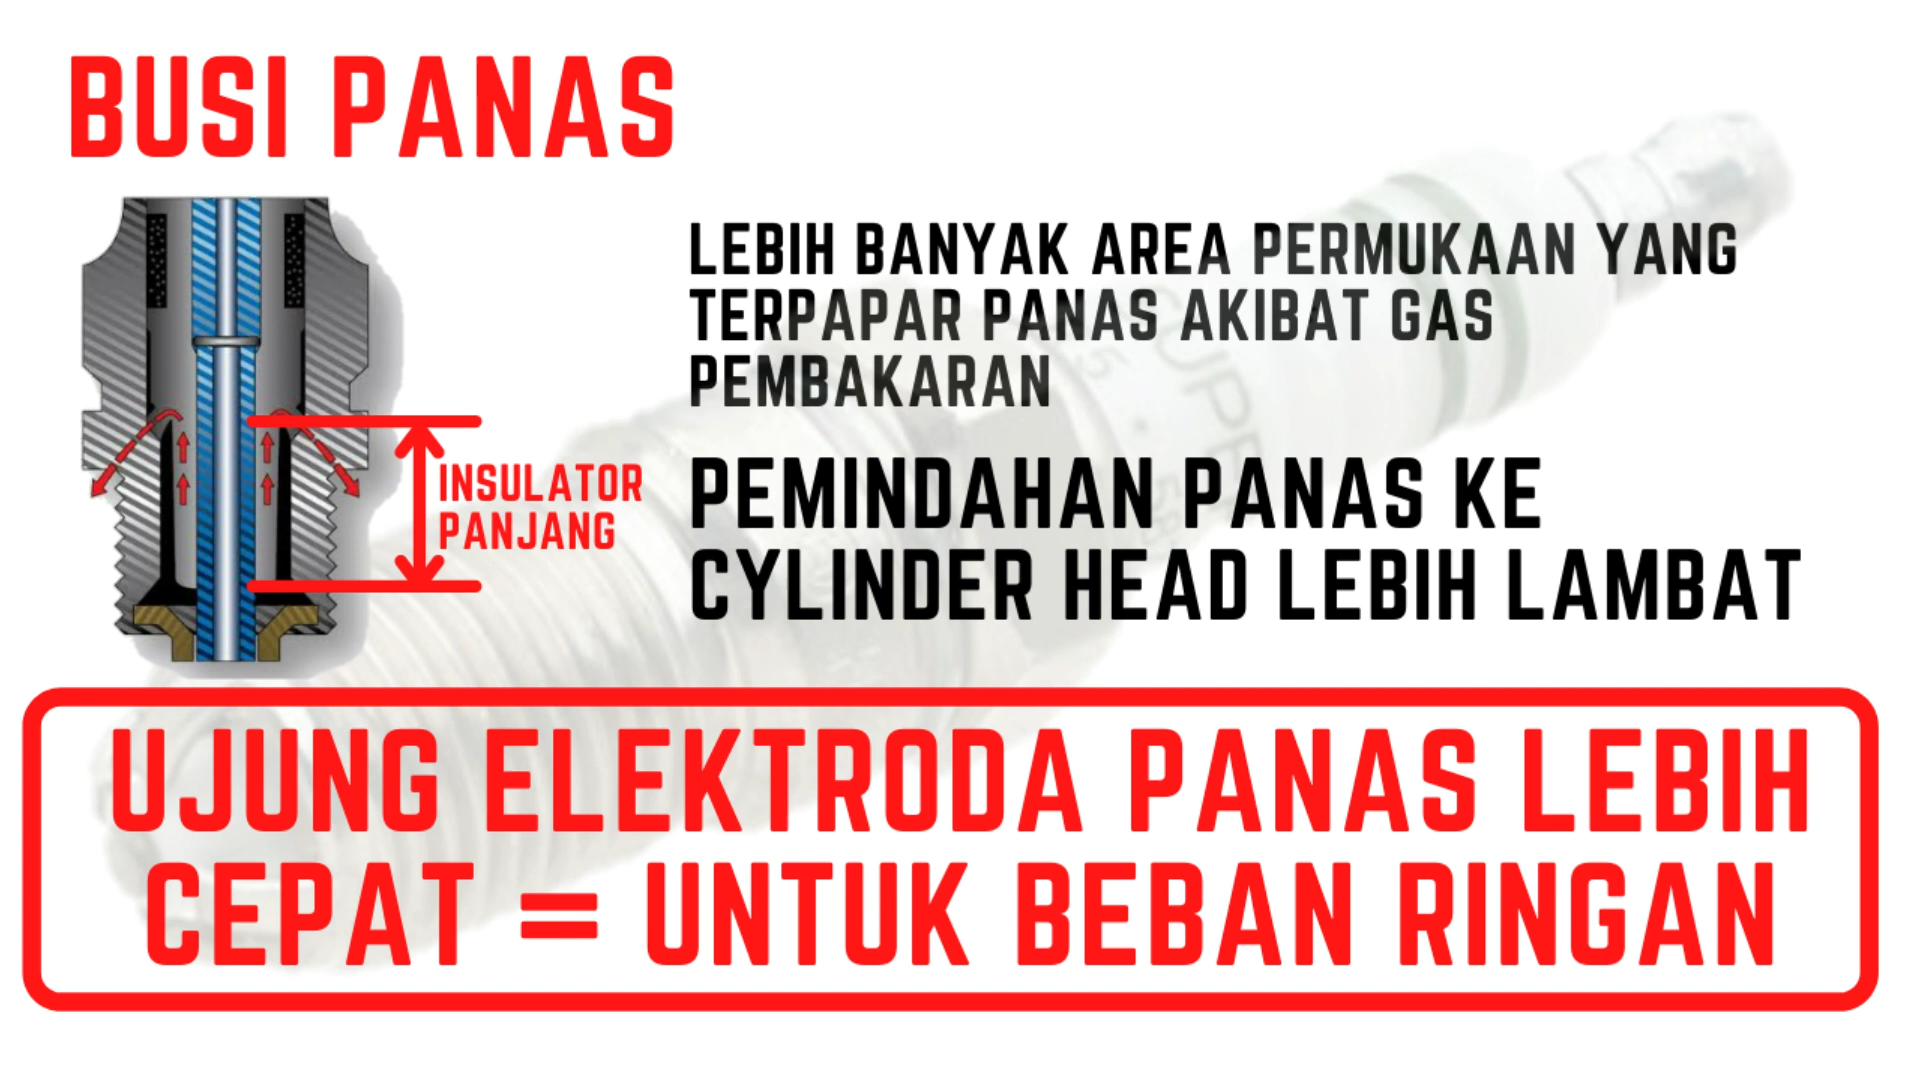 BUSI PANAS
LEBIH BANYAK AREA PERMUKAAN YANG
TERPAPAR PANAS AKIBAT GAS
PEMBAKARAN
INSULATOR
PANJANG
PEMINDAHAN PANAS KE
CYLINDER HEAD LEBIH LAMBAT
UJUNG ELEKTRODA PANAS LEBIH
CEPAT = UNTUK BEBAN RINGAN